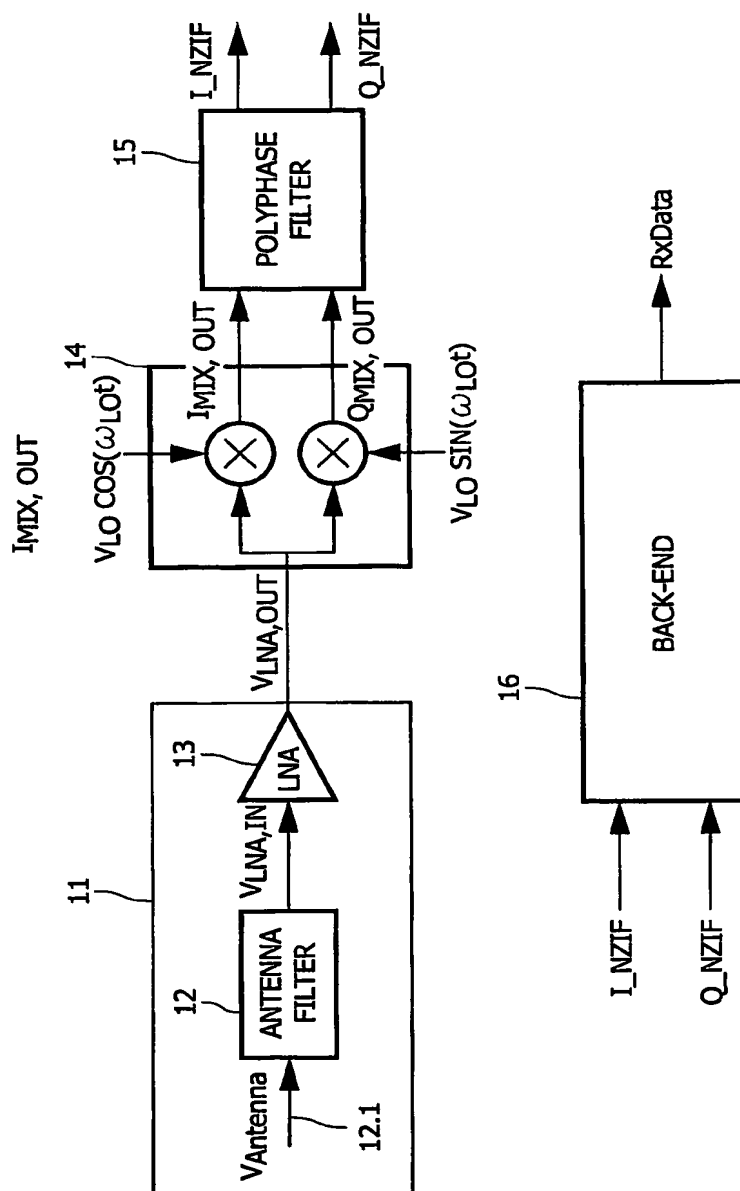 11
VAntenna
12.1
12
ANTENNA
FILTER
VLNA,IN
13
LNA
VLNA,OUT
IMIX, OUT
VLO COS(ωLOt)
14
IMIX, OUT
QMIX, OUT
VLO SIN(ωLOt)
15
POLYPHASE
FILTER
I_NZIF
Q_NZIF
I_NZIF
Q_NZIF
16
BACK-END
RxData